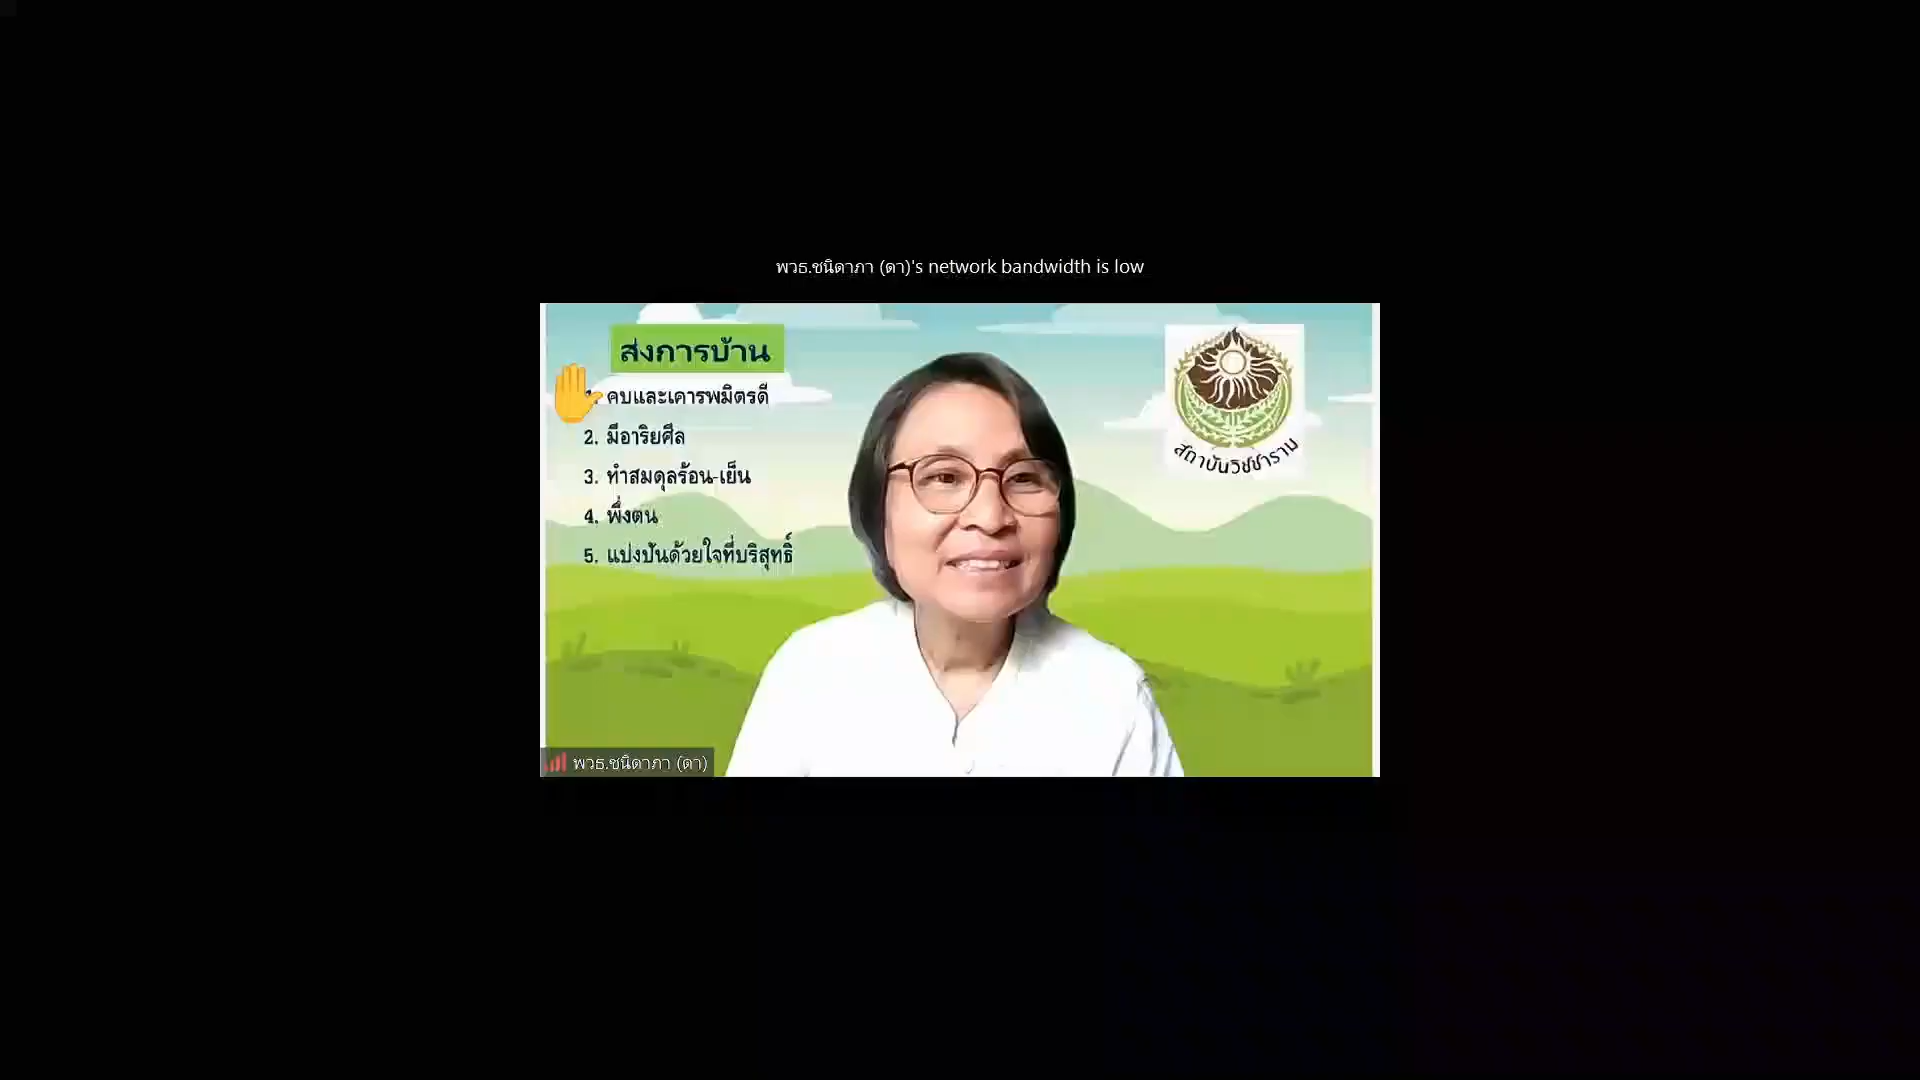 พวธ.ชนิดาภา (ดา)'s network bandwidth is low
ส่งการบ้าน
คบและเคารพมิตรดี
2. มีอาริยศีล
3. ทำสมดุลร้อน-เย็น
4. พึ่งตน
5. แบ่งปันด้วยใจที่บริสุทธิ์
สถาบันวิชชาราม
พวธ.ชนิดาภา (ดา)